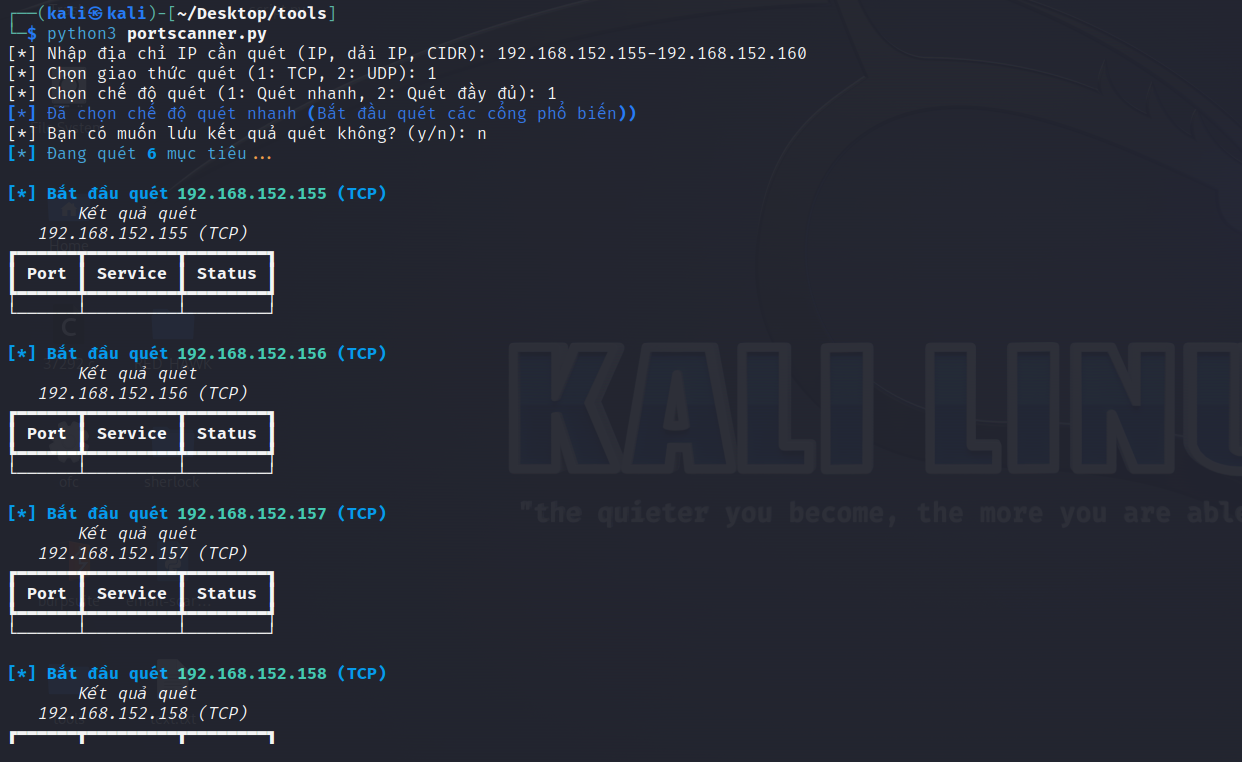 (kali㉿kali)-[~/Desktop/tools]
$ python3 portscanner.py
[*] Nhập địa chỉ IP cần quét (IP, dải IP, CIDR): 192.168.152.155-192.168.152.160
[*] Chọn giao thức quét (1: TCP, 2: UDP): 1
[*] Chọn chế độ quét (1: Quét nhanh, 2: Quét đầy đủ): 1
[*] Đã chọn chế độ quét nhanh (Bắt đầu quét các cổng phổ biến))
[*] Bạn có muốn lưu kết quả quét không? (y/n): n
[*] Đang quét 6 mục tiêu...
[*] Bắt đầu quét 192.168.152.155 (TCP)
Kết quả quét
192.168.152.155 (TCP)
Port Service Status
[*] Bắt đầu quét 192.168.152.156 (TCP)
Kết quả quét
192.168.152.156 (TCP)
Port Service Status
[*] Bắt đầu quét 192.168.152.157 (TCP)
Kết quả quét
192.168.152.157 (TCP)
Port Service Status
[*] Bắt đầu quét 192.168.152.158 (TCP)
Kết quả quét
192.168.152.158 (TCP)
KALI LINU
"the quieter you become, the more you are able
ofc sherlock